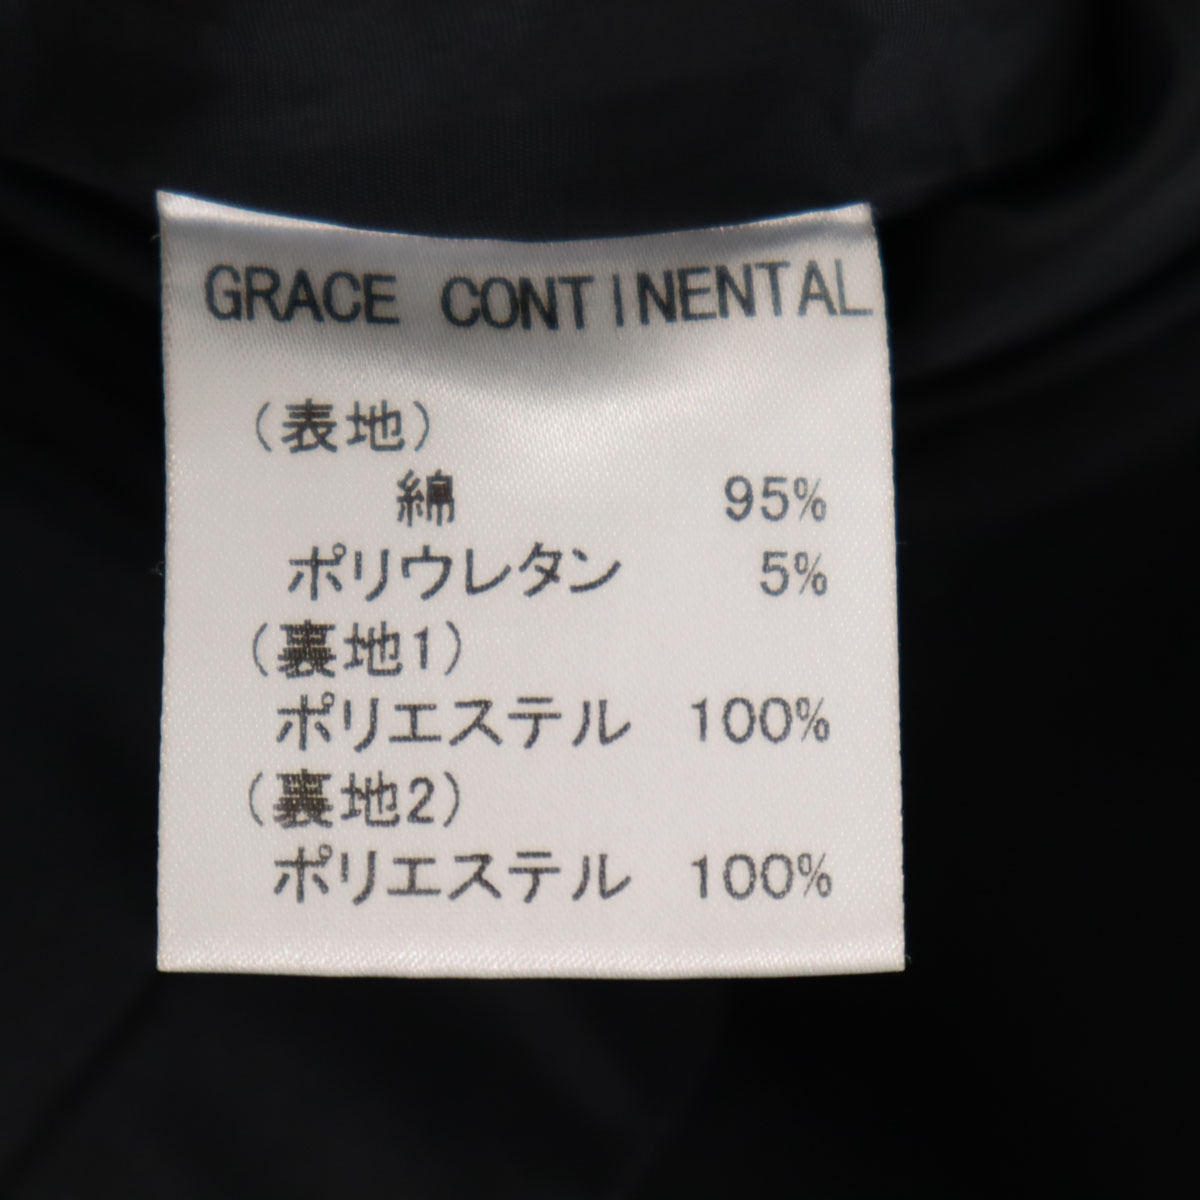 GRACE CONTINENTAL
(表地)
綿 95%
ポリウレタン 5%
(裏地1)
ポリエステル 100%
(裏地2)
ポリエステル 100%